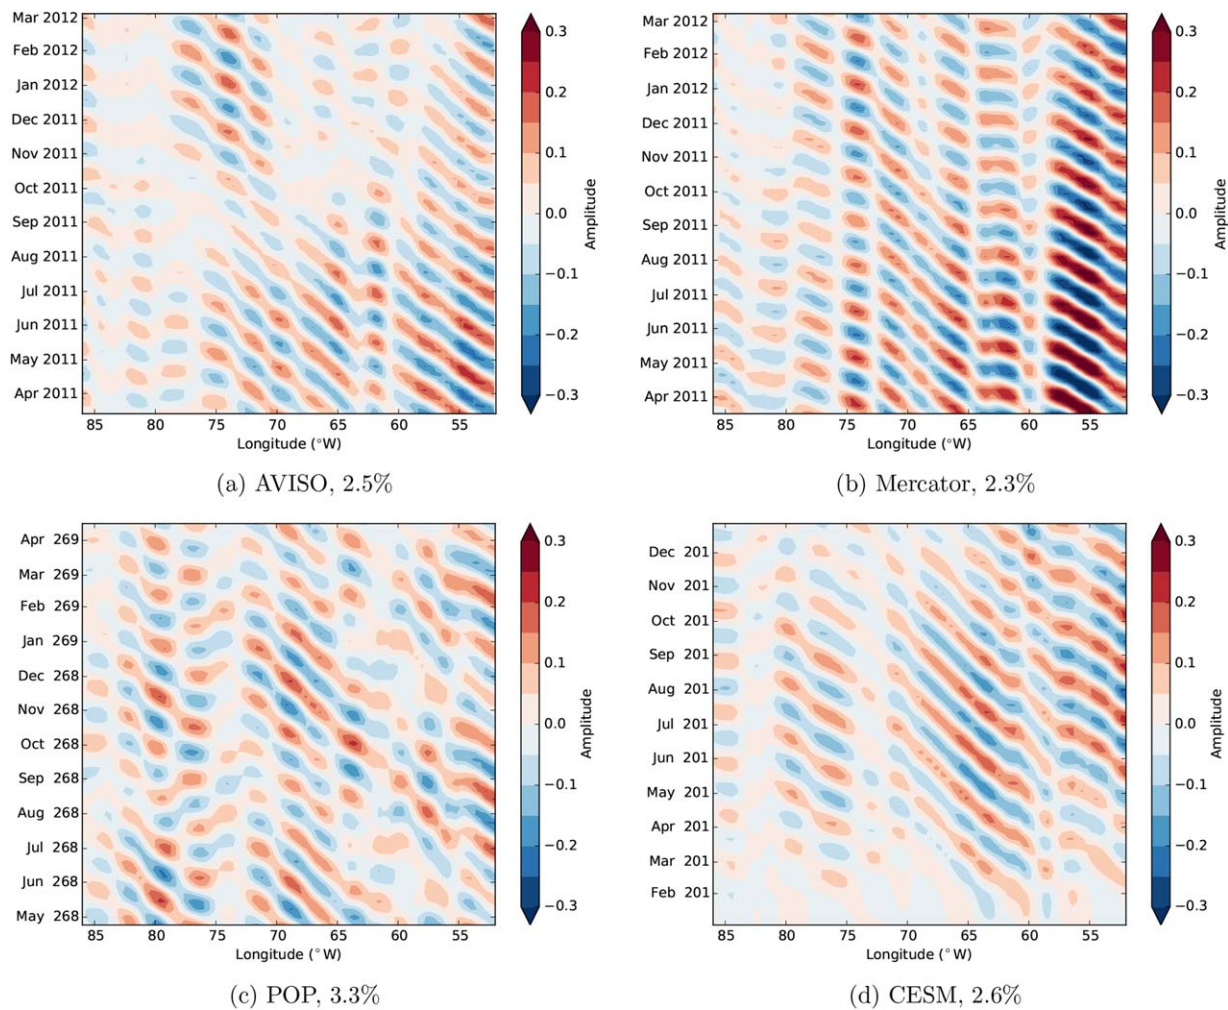 Mar 2012
Feb 2012
Jan 2012
Dec 2011
Nov 2011
Oct 2011
Sep 2011
Aug 2011
Jul 2011
Jun 2011
May 2011
Apr 2011
85 80 75 70 65 60 55
Longitude (°W)
0.3
0.2
0.1
0.0
−0.1
−0.2
−0.3
Amplitude
(a) AVISO, 2.5%
Mar 2012
Feb 2012
Jan 2012
Dec 2011
Nov 2011
Oct 2011
Sep 2011
Aug 2011
Jul 2011
Jun 2011
May 2011
Apr 2011
85 80 75 70 65 60 55
Longitude (°W)
0.3
0.2
0.1
0.0
−0.1
−0.2
−0.3
Amplitude
(b) Mercator, 2.3%
Apr 269
Mar 269
Feb 269
Jan 269
Dec 268
Nov 268
Oct 268
Sep 268
Aug 268
Jul 268
Jun 268
May 268
85 80 75 70 65 60 55
Longitude (°W)
0.3
0.2
0.1
0.0
−0.1
−0.2
−0.3
Amplitude
(c) POP, 3.3%
Dec 201
Nov 201
Oct 201
Sep 201
Aug 201
Jul 201
Jun 201
May 201
Apr 201
Mar 201
Feb 201
85 80 75 70 65 60 55
Longitude (°W)
0.3
0.2
0.1
0.0
−0.1
−0.2
−0.3
Amplitude
(d) CESM, 2.6%